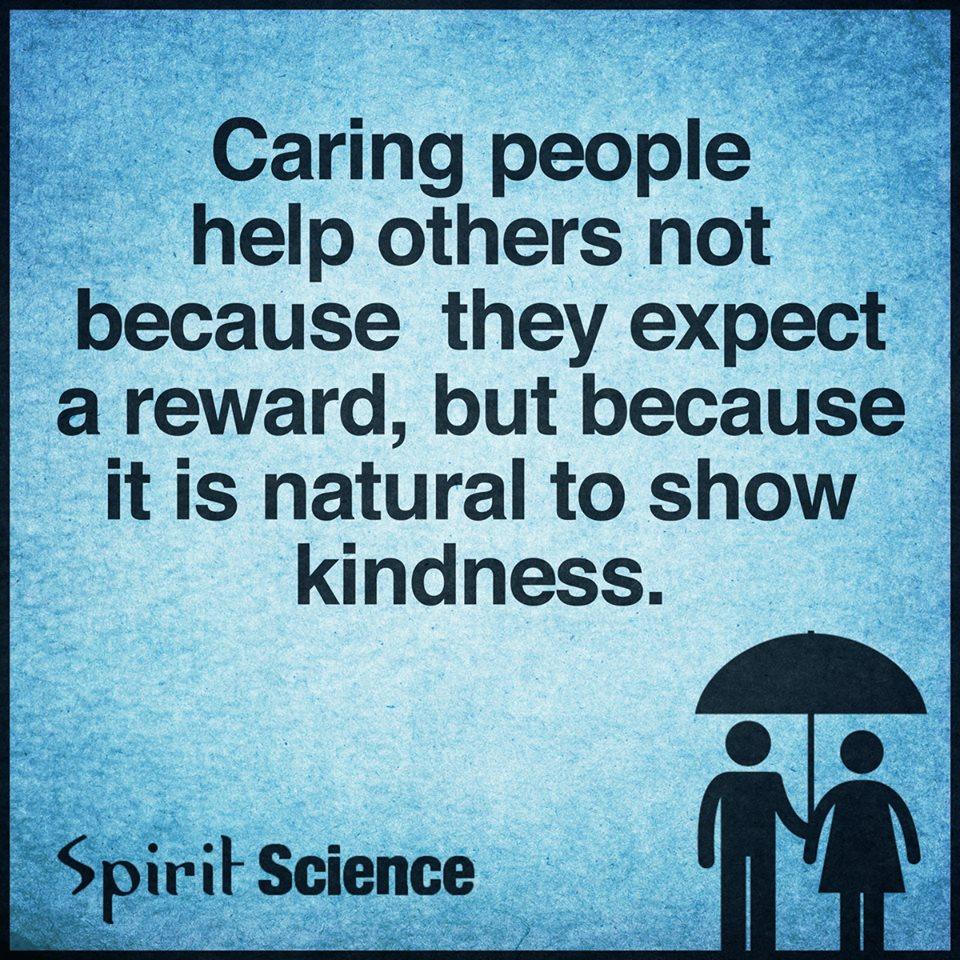 Caring people
help others not
because  they expect
a reward, but because
it is natural to show
kindness.
Spirit Science